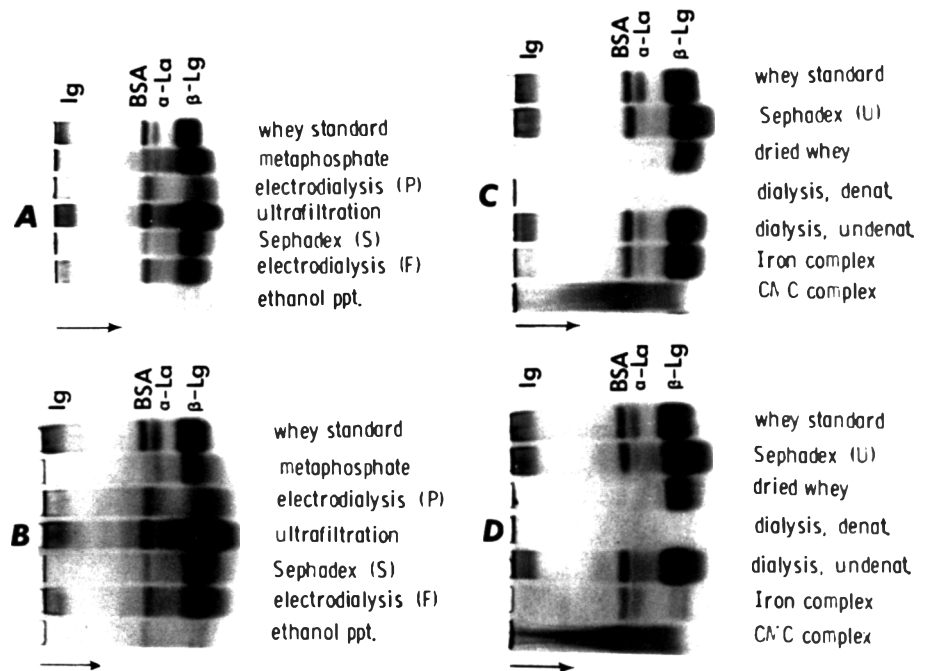 A
Ig BSA α-La β-Lg
whey standard
metaphosphate
electrodialysis (P)
ultrafiltration
Sephadex (S)
electrodialysis (F)
ethanol ppt.
B
Ig BSA α-La β-Lg
whey standard
metaphosphate
electrodialysis (P)
ultrafiltration
Sephadex (S)
electrodialysis (F)
ethanol ppt.
C
Ig BSA α-La β-Lg
whey standard
Sephadex (U)
dried whey
dialysis, denat.
dialysis, undenat.
Iron complex
CMC complex
D
Ig BSA α-La β-Lg
whey standard
Sephadex (U)
dried whey
dialysis, denat.
dialysis, undenat.
Iron complex
CMC complex